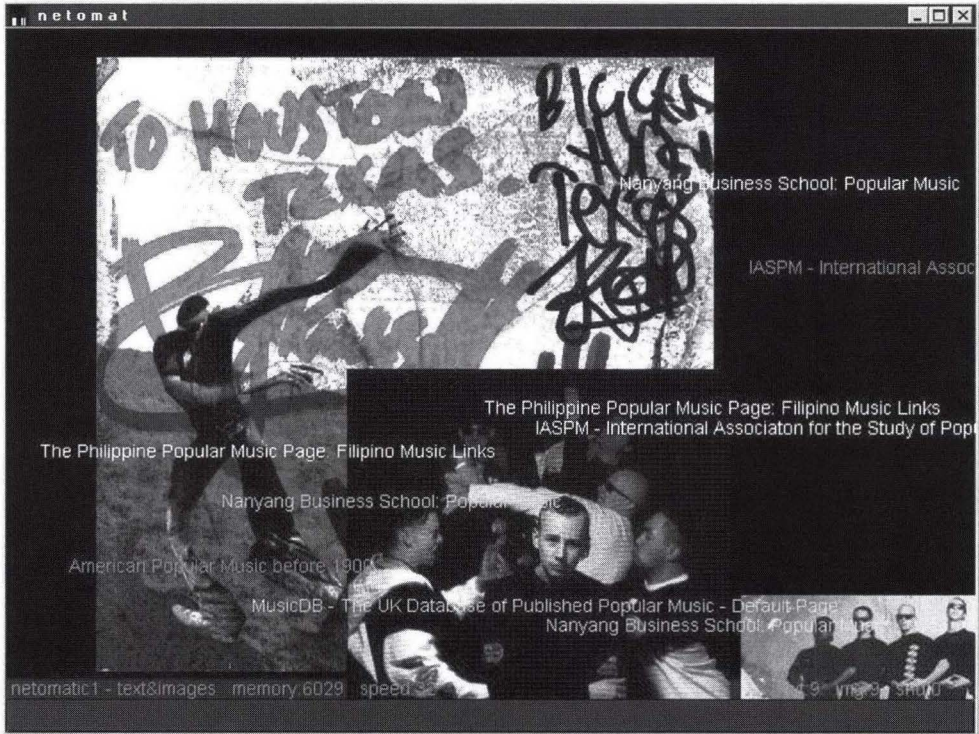 netomat
TO HOUSTON
TEXAS.
BIGGER
Texas
Nanyang Business School: Popular Music
IASPM - International Assoc
The Philippine Popular Music Page: Filipino Music Links
IASPM - International Associaton for the Study of Popu
The Philippine Popular Music Page: Filipino Music Links
Nanyang Business School: Popular
American Popular Music before 1900
MusicDB - The UK Database of Published Popular Music - Default Page
Nanyang Business School: Popular
netomatic1 - text&images memory:6029 speed